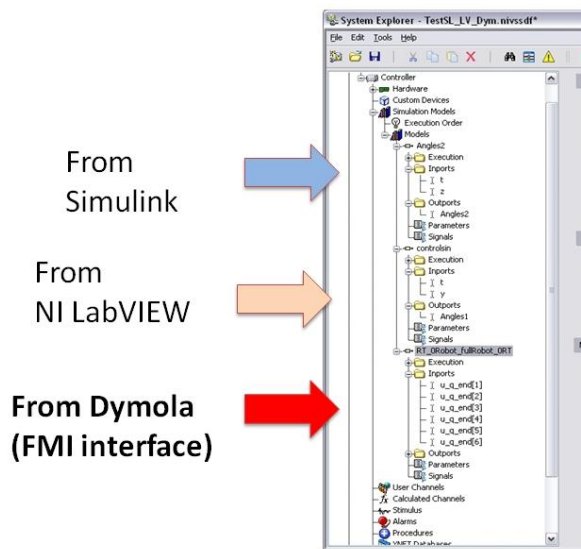 System Explorer - TestSL_LV_Dym.nivssdf*
File Edit Tools Help
Controller
Hardware
Custom Devices
Simulation Models
Execution Order
Models
Angles2
Execution
Inports
t
z
Outports
Angles2
Parameters
Signals
controlsin
Execution
Inports
t
y
Outports
Angles1
Parameters
Signals
RT_0Robot_fullRobot_0RT
Execution
Inports
u_q_end[1]
u_q_end[2]
u_q_end[3]
u_q_end[4]
u_q_end[5]
u_q_end[6]
Outports
Parameters
Signals
User Channels
Calculated Channels
Stimulus
Alarms
Procedures
XNET Databases
From
Simulink
From
NI LabVIEW
From Dymola
(FMI interface)